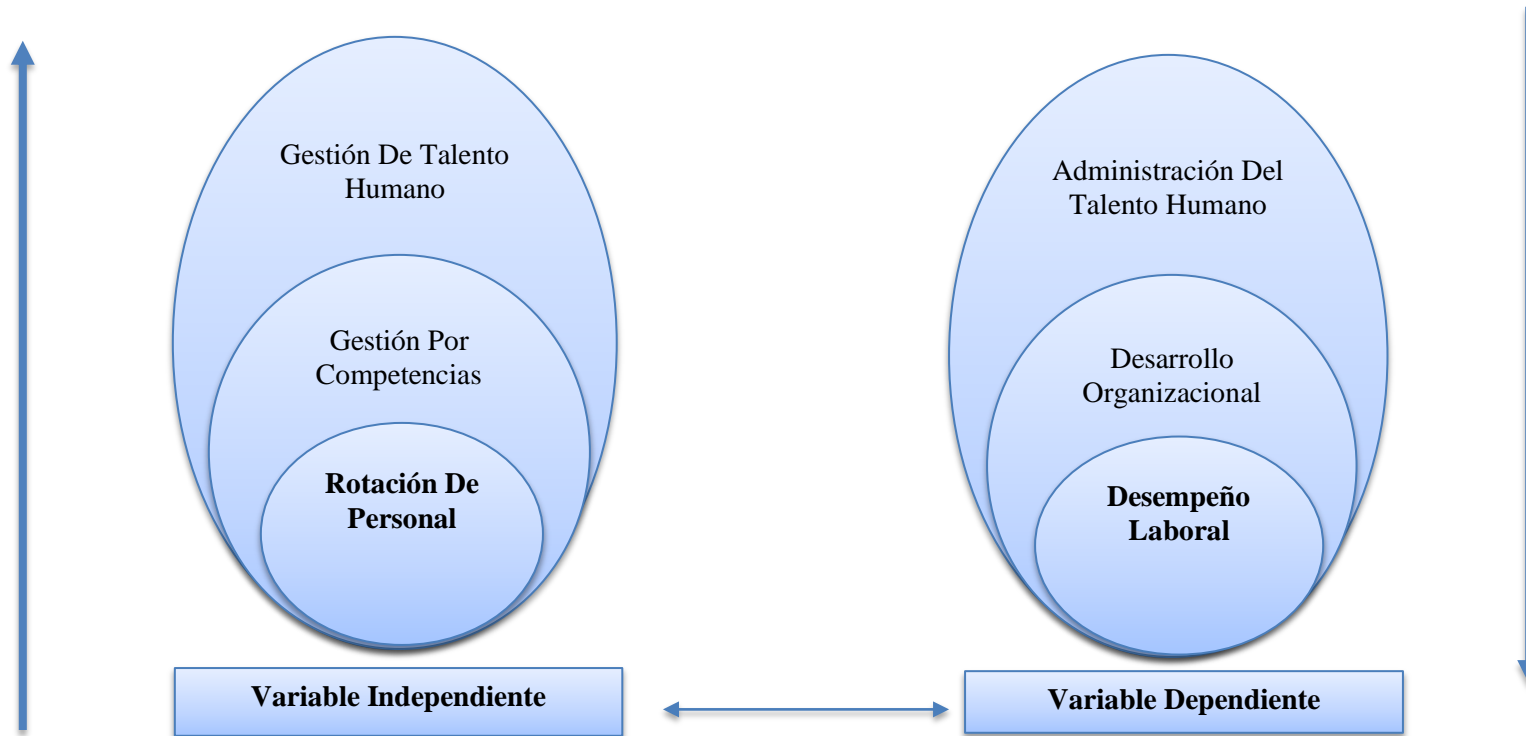 Gestión De Talento
Humano
Gestión Por
Competencias
Rotación De
Personal
Variable Independiente
Administración Del
Talento Humano
Desarrollo
Organizacional
Desempeño
Laboral
Variable Dependiente